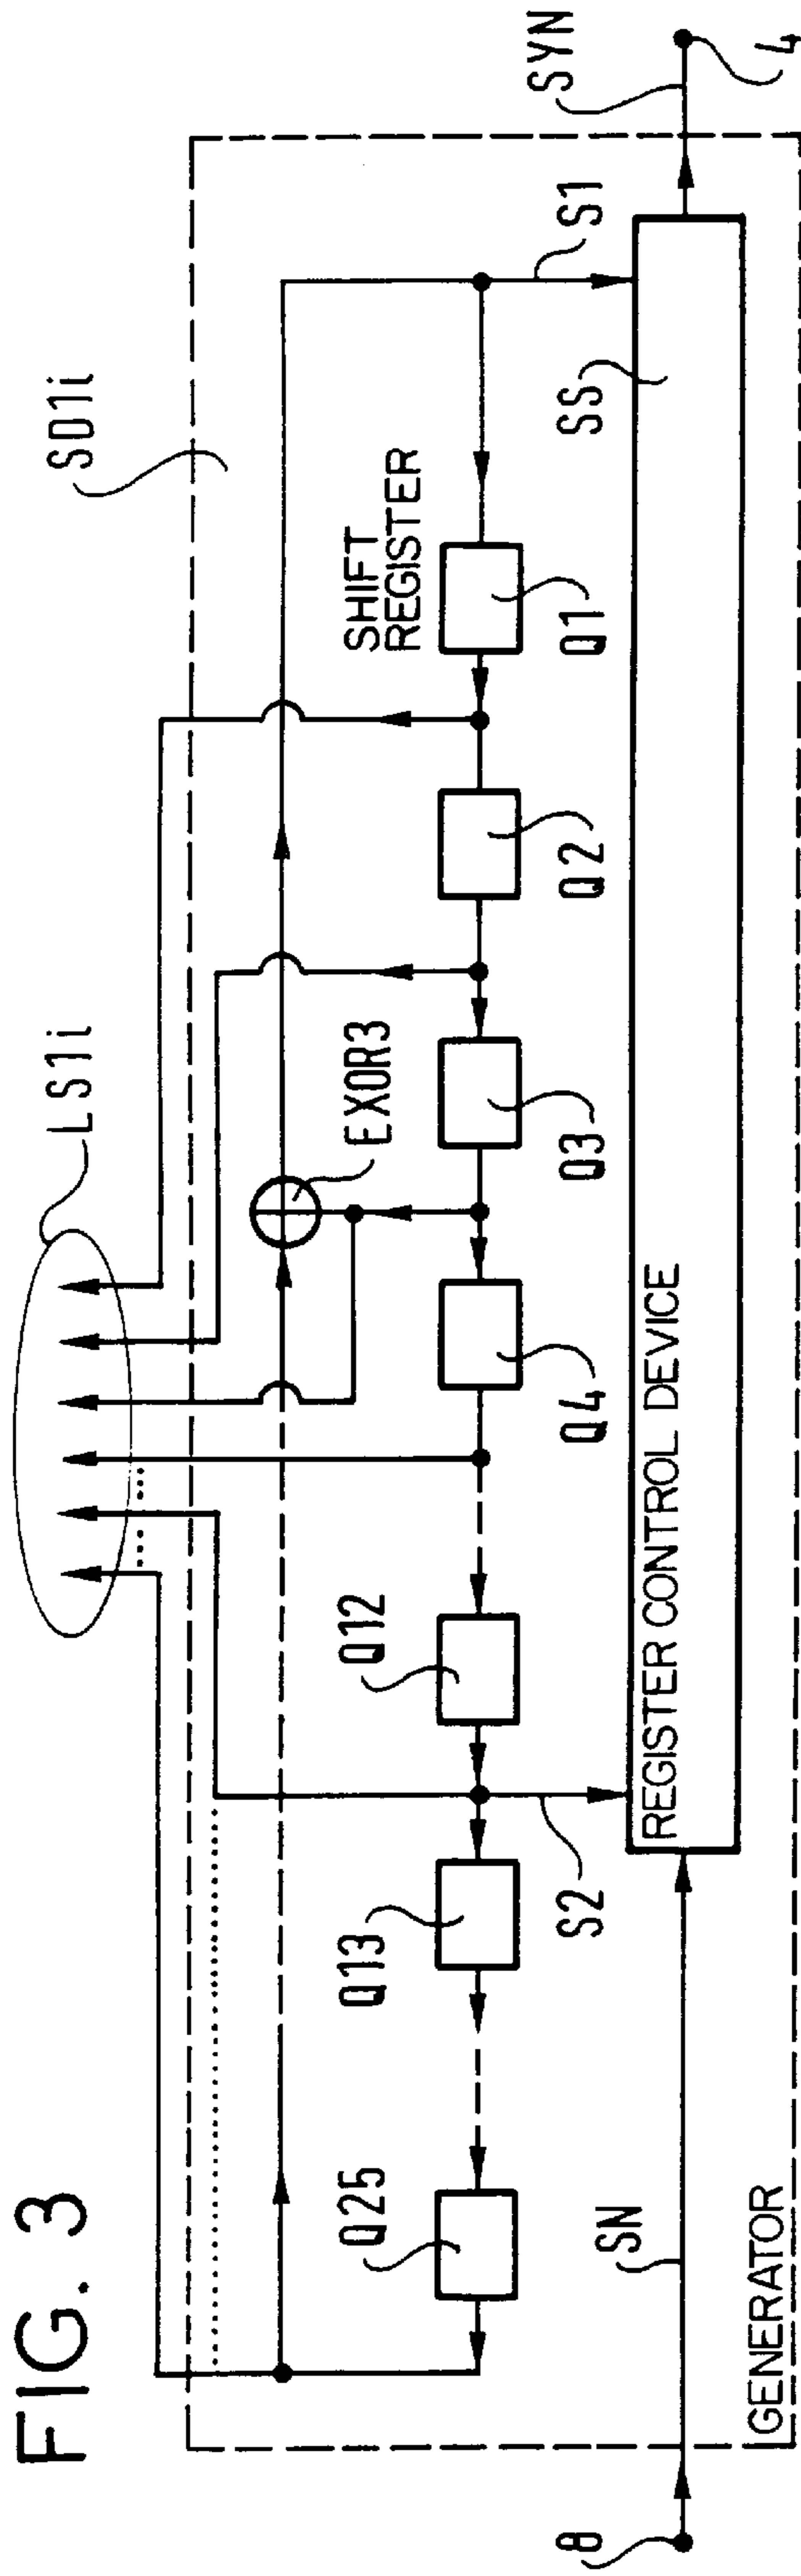 FIG. 3
LS1i
SD1i
EXOR3
SHIFT
REGISTER
Q25
Q13
Q12
Q4
Q3
Q2
Q1
S2
SS
S1
SYN
4
8
SN
REGISTER CONTROL DEVICE
GENERATOR